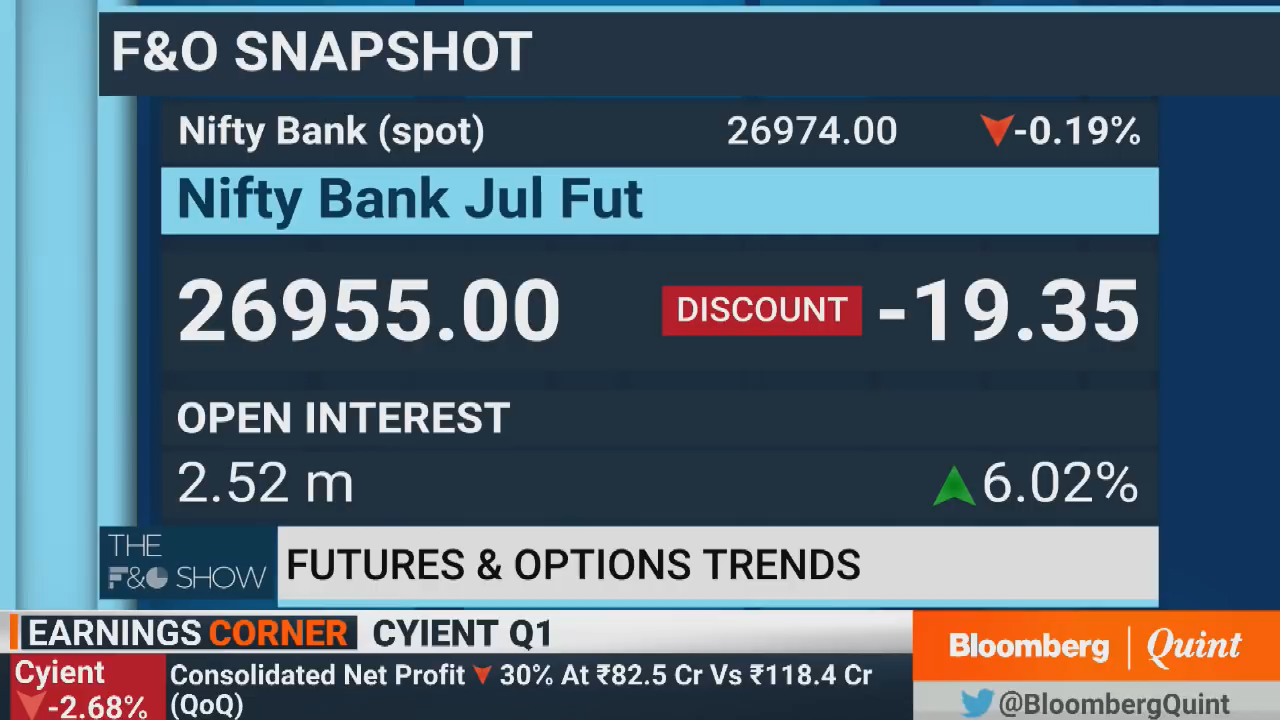 F&O SNAPSHOT
Nifty Bank (spot) 26974.00 -0.19%
Nifty Bank Jul Fut
26955.00 DISCOUNT -19.35
OPEN INTEREST
2.52 m 6.02%
THE
F&O SHOW
FUTURES & OPTIONS TRENDS
EARNINGS CORNER CYIENT Q1
Cyient
-2.68%
Consolidated Net Profit 30% At ₹82.5 Cr Vs ₹118.4 Cr
(QoQ)
Bloomberg | Quint
@BloombergQuint